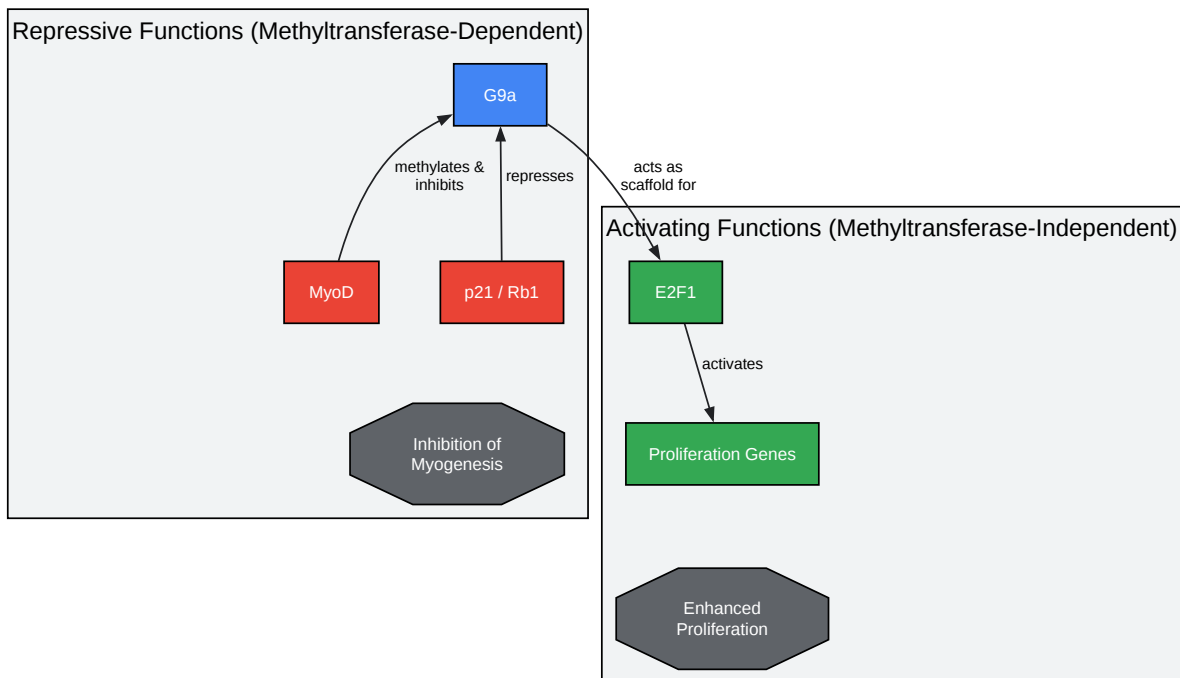 Repressive Functions (Methyltransferase-Dependent)
G9a
methylates &
inhibits
represses
acts as
scaffold for
Activating Functions (Methyltransferase-Independent)
MyoD
p21 / Rb1
E2F1
activates
Inhibition of
Myogenesis
Proliferation Genes
Enhanced
Proliferation